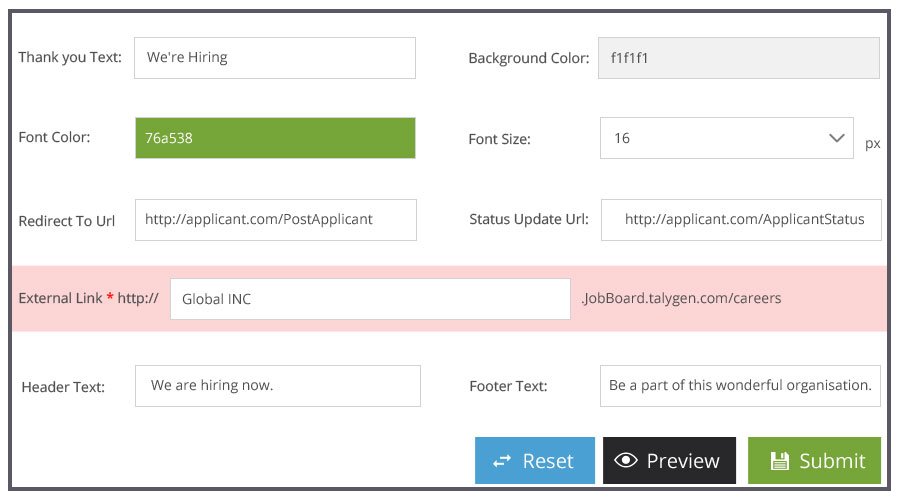 Thank you Text: We're Hiring Background Color: f1f1f1
Font Color: 76a538 Font Size: 16 px
Redirect To Url http://applicant.com/PostApplicant Status Update Url: http://applicant.com/ApplicantStatus
External Link * http:// Global INC .JobBoard.talygen.com/careers
Header Text: We are hiring now. Footer Text: Be a part of this wonderful organisation.
Reset Preview Submit